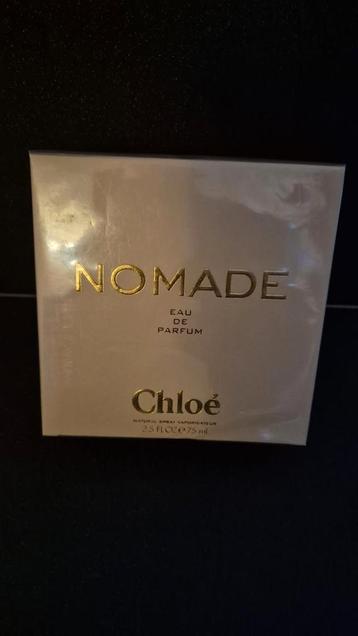 NOMADE
EAU
DE
PARFUM
Chloé
NATURAL SPRAY VAPORISATEUR
2.5 FL.OZ e 75 ml